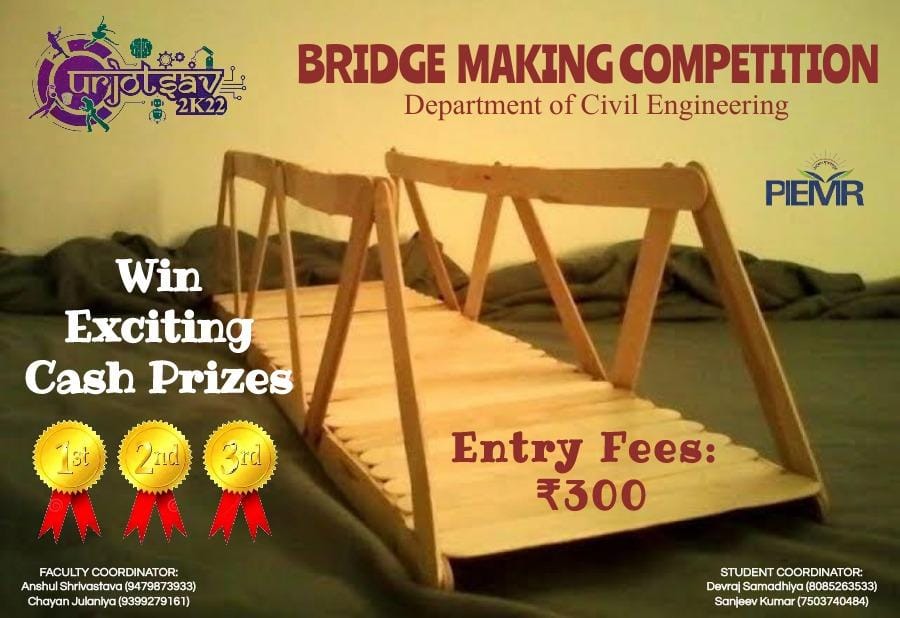 urjotsav
2K22
BRIDGE MAKING COMPETITION
Department of Civil Engineering
PIEMR
Win
Exciting
Cash Prizes
1st
2nd
3rd
Entry Fees:
₹300
FACULTY COORDINATOR:
Anshul Shrivastava (9479873933)
Chayan Julaniya (9399279161)
STUDENT COORDINATOR:
Devraj Samadhiya (8085263533)
Sanjeev Kumar (7503740484)